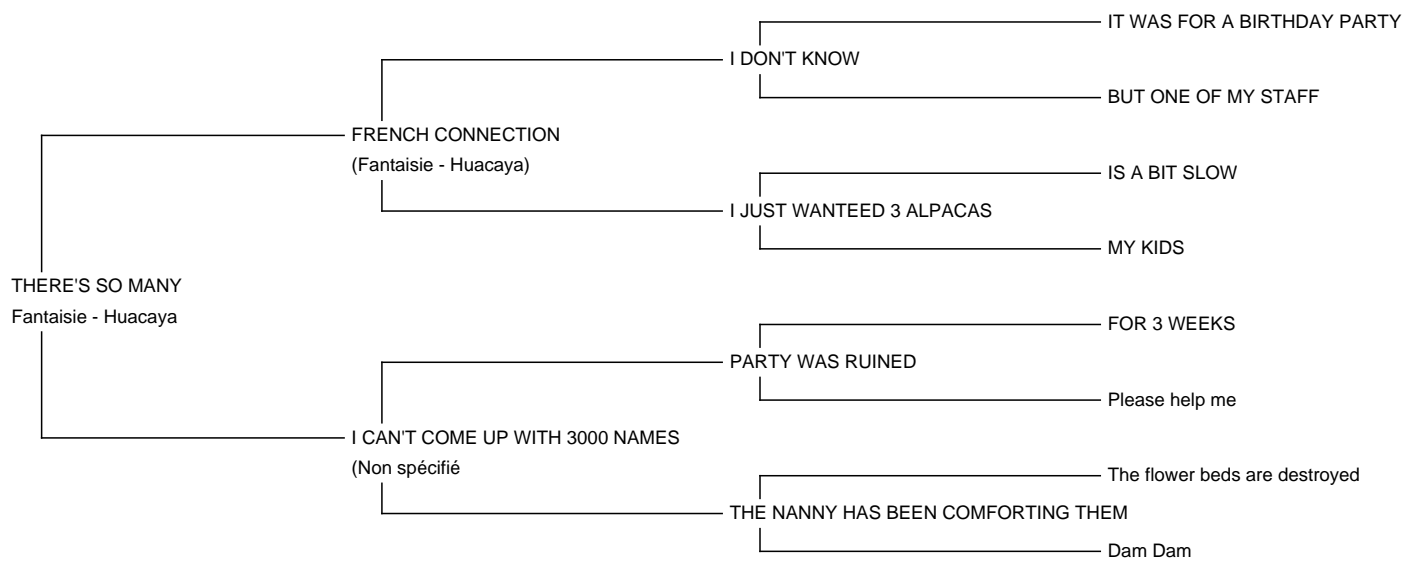 IT WAS FOR A BIRTHDAY PARTY
I DON'T KNOW
BUT ONE OF MY STAFF
FRENCH CONNECTION
(Fantaisie - Huacaya)
IS A BIT SLOW
I JUST WANTEED 3 ALPACAS
MY KIDS
THERE'S SO MANY
Fantaisie - Huacaya
FOR 3 WEEKS
PARTY WAS RUINED
Please help me
I CAN'T COME UP WITH 3000 NAMES
(Non spécifié
The flower beds are destroyed
THE NANNY HAS BEEN COMFORTING THEM
Dam Dam